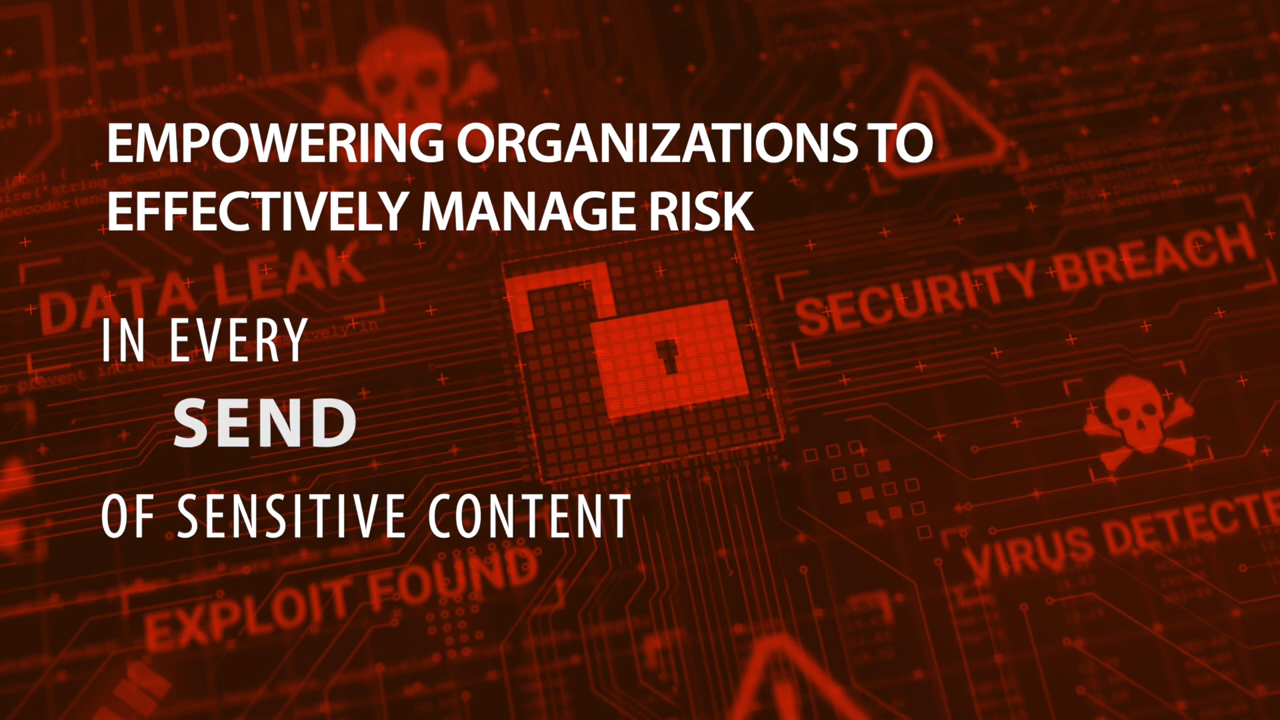 EMPOWERING ORGANIZATIONS TO
EFFECTIVELY MANAGE RISK
DATA LEAK
SECURITY BREACH
IN EVERY
SEND
OF SENSITIVE CONTENT
VIRUS DETECTE
EXPLOIT FOUND